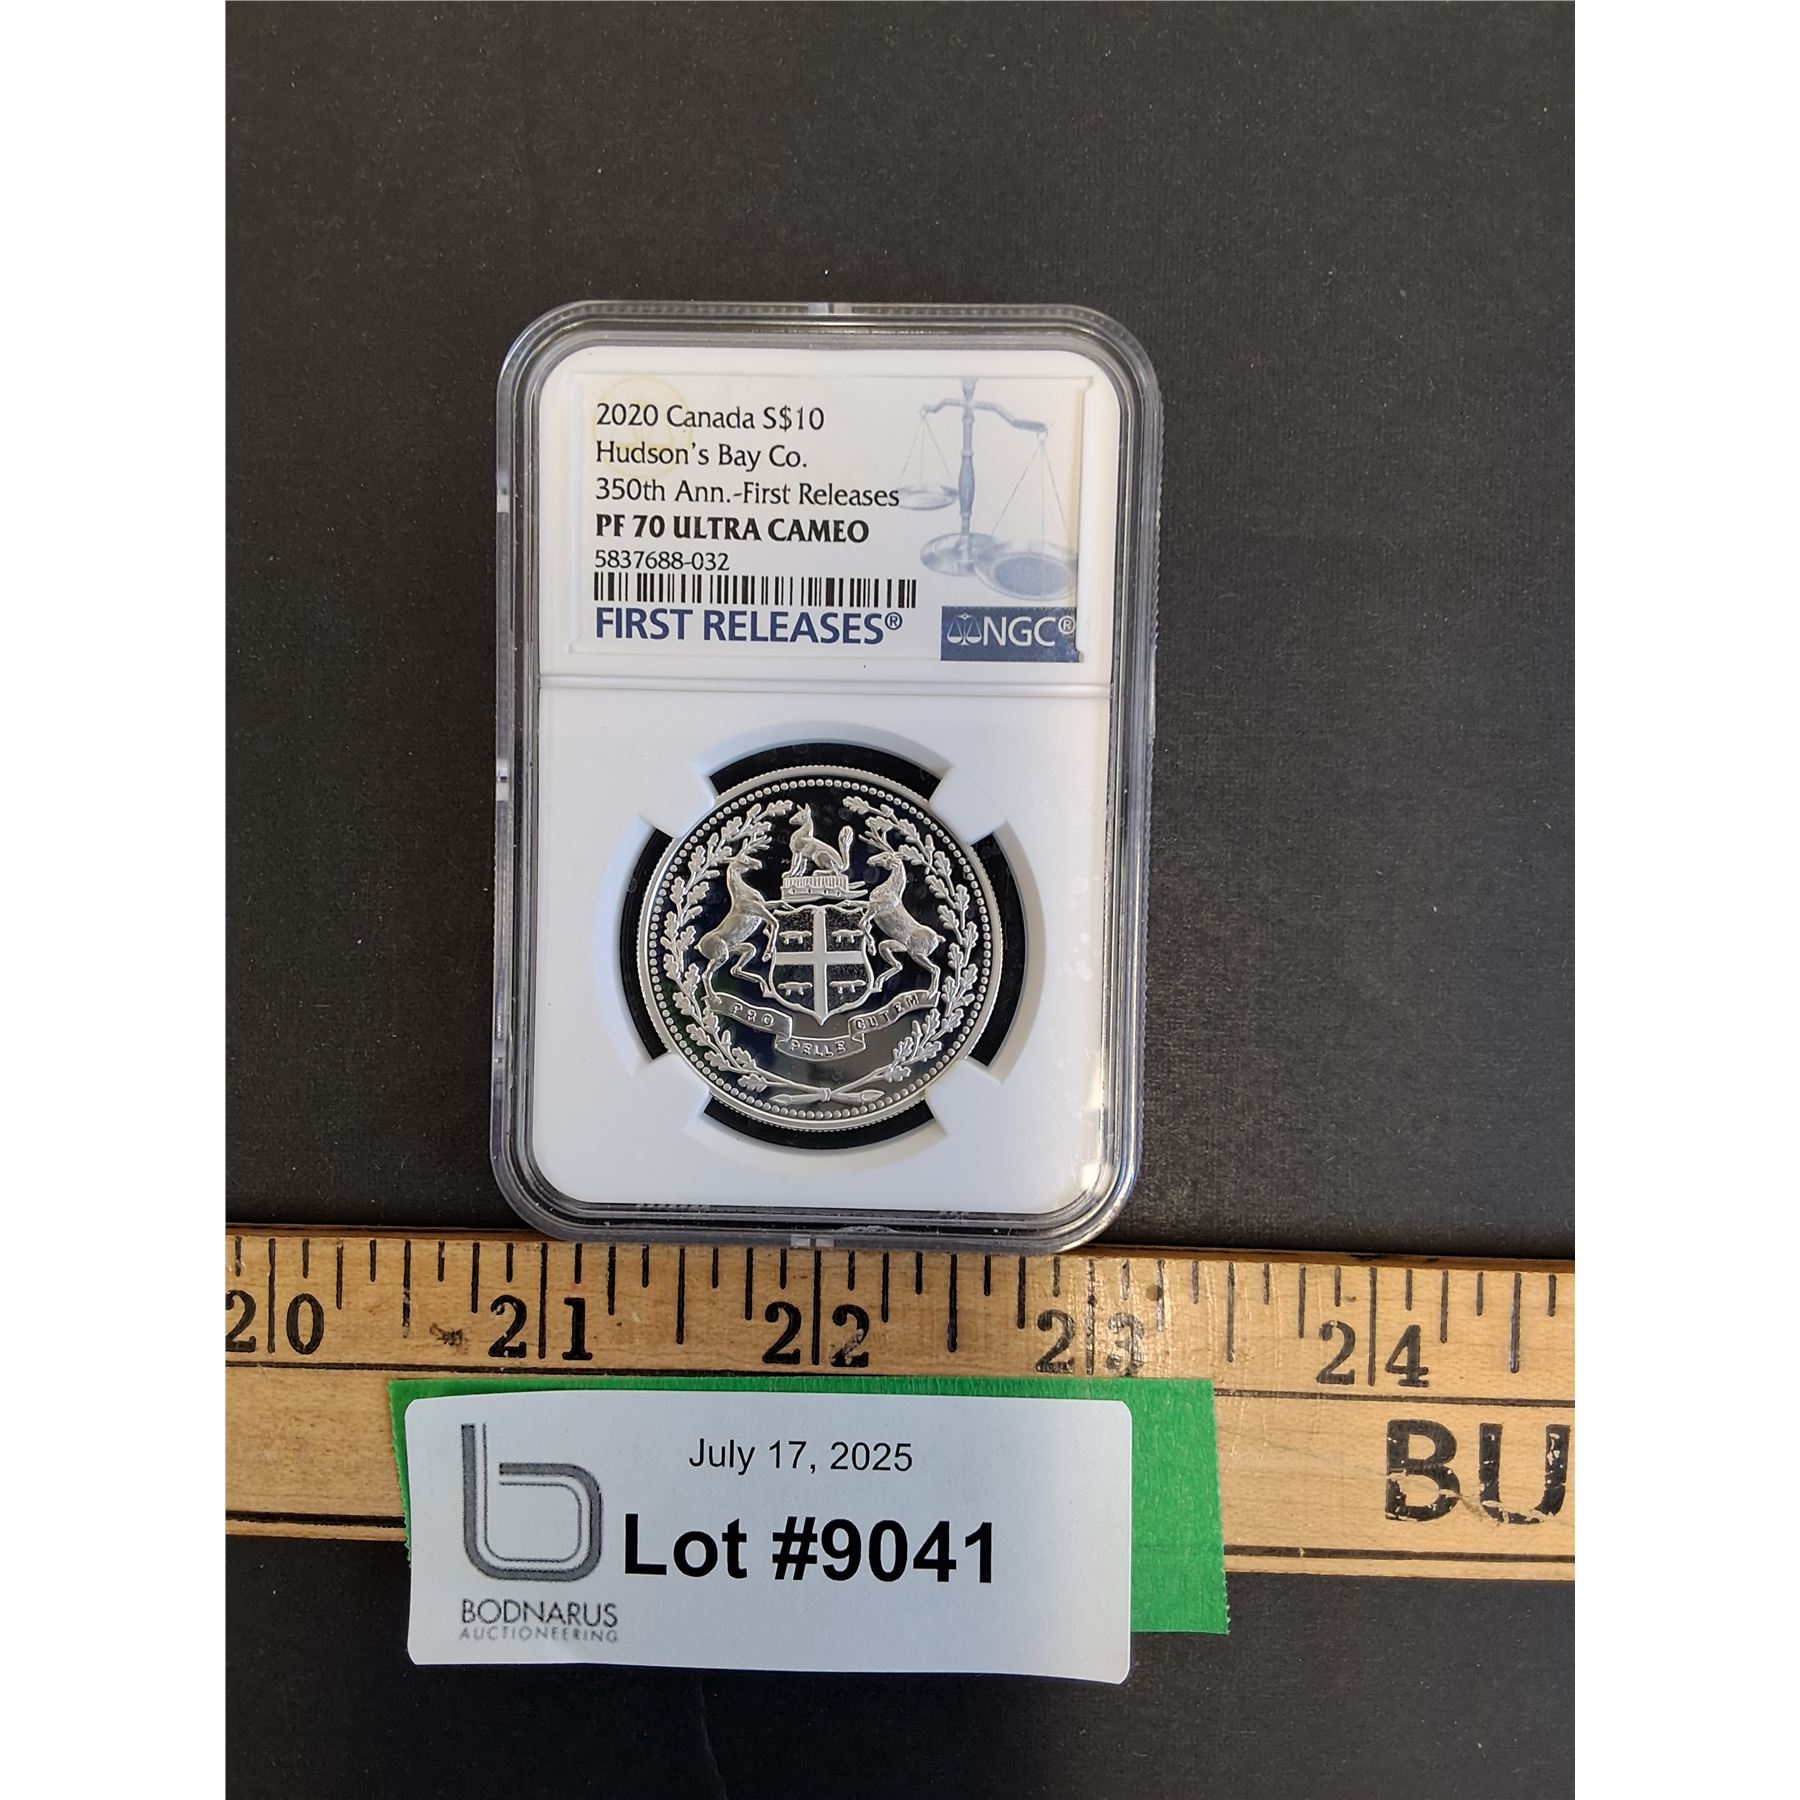 2020 Canada S$10
Hudson's Bay Co.
350th Ann.-First Releases
PF 70 ULTRA CAMEO
5837688-032
FIRST RELEASES®
NGC®
PRO PELLE CUTEM
20 21 22 23 24
BU
July 17, 2025
Lot #9041
BODNARUS
AUCTIONEERING